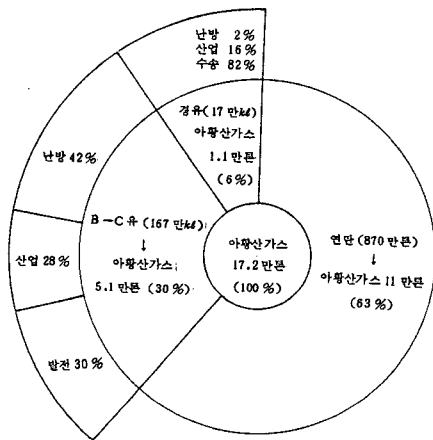 난방 2%
산업 16%
수송 82%
경유(17만㎘)
아황산가스
1.1만톤
(6%)
난방 42%
산업 28%
발전 30%
B-C유 (167만㎘)
↓
아황산가스
5.1만톤 (30%)
아황산가스
17.2만톤
(100%)
연탄 (870만톤)
↓
아황산가스 11만톤
(63%)